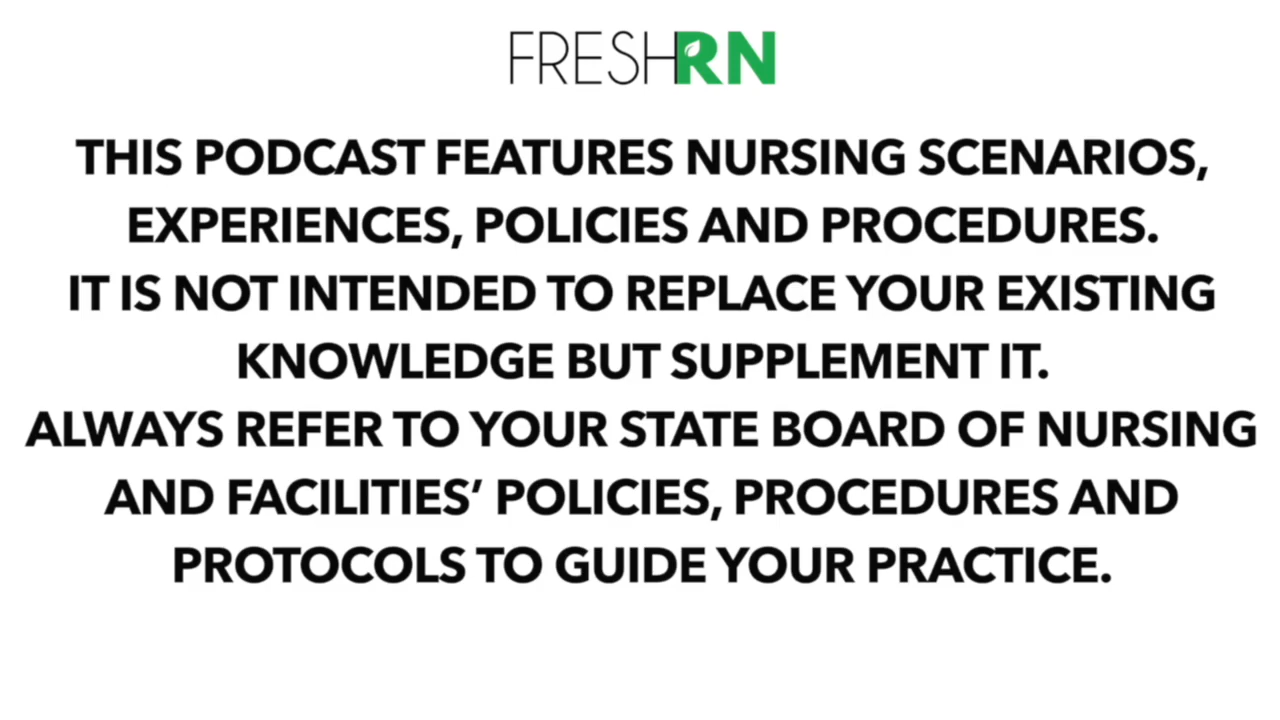 FRESHRN
THIS PODCAST FEATURES NURSING SCENARIOS,
EXPERIENCES, POLICIES AND PROCEDURES.
IT IS NOT INTENDED TO REPLACE YOUR EXISTING
KNOWLEDGE BUT SUPPLEMENT IT.
ALWAYS REFER TO YOUR STATE BOARD OF NURSING
AND FACILITIES’ POLICIES, PROCEDURES AND
PROTOCOLS TO GUIDE YOUR PRACTICE.